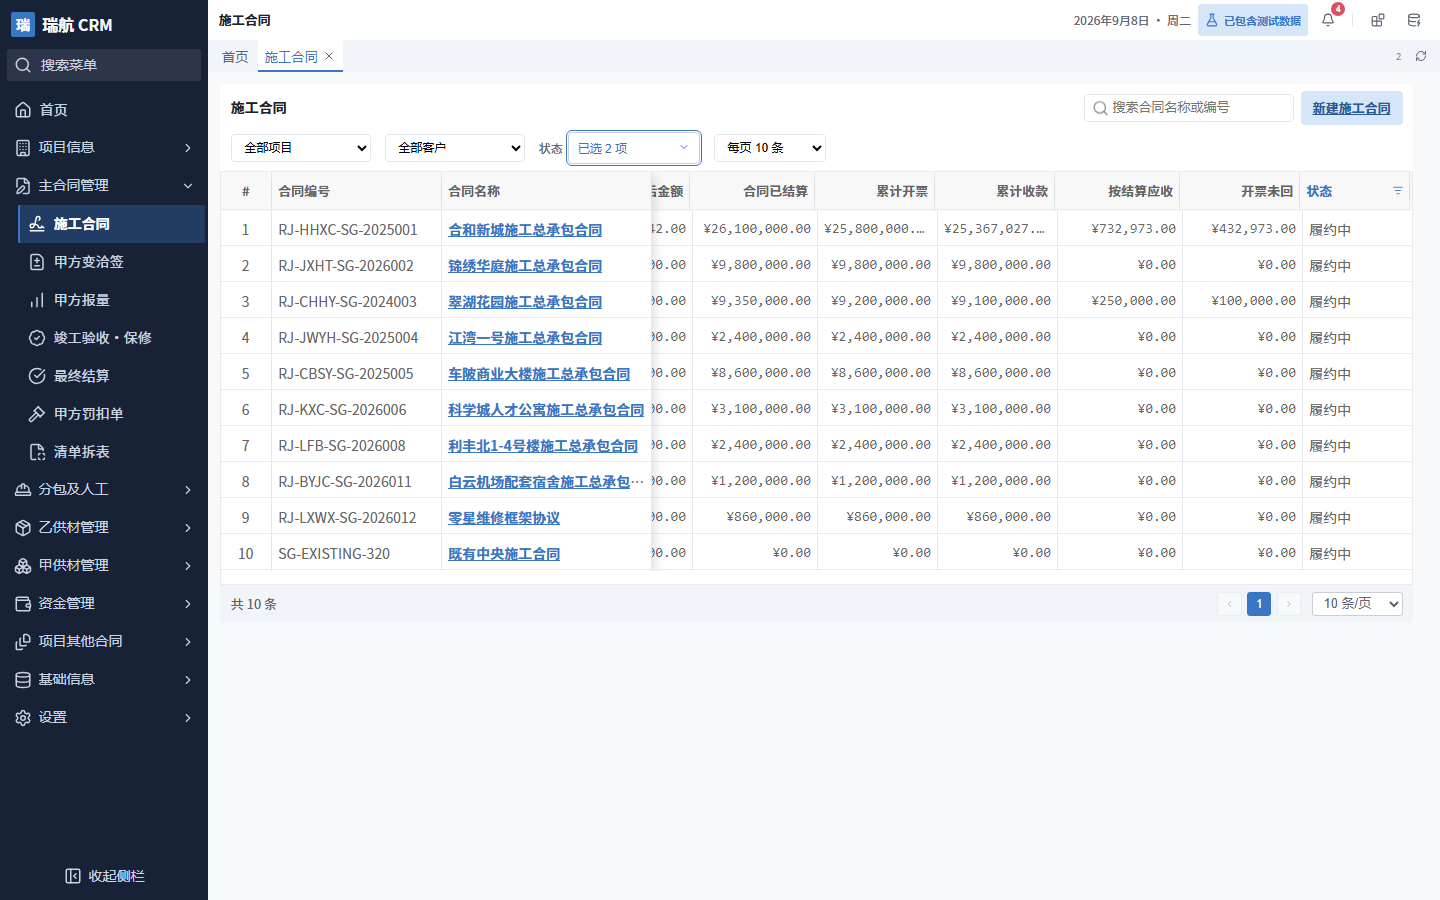 瑞 瑞航 CRM
搜索菜单
首页
项目信息
主合同管理
施工合同
甲方变洽签
甲方报量
竣工验收・保修
最终结算
甲方罚扣单
清单拆表
分包及人工
乙供材管理
甲供材管理
资金管理
项目其他合同
基础信息
设置
收起侧栏
施工合同 2026年9月8日 • 周二 已包含测试数据 4
首页 施工合同 × 2
施工合同 搜索合同名称或编号 新建施工合同
全部项目 全部客户 状态 已选 2 项 每页 10 条
# 合同编号 合同名称 金额 合同已结算 累计开票 累计收款 按结算应收 开票未回 状态
1 RJ-HHXC-SG-2025001 合和新城施工总承包合同 42.00 ¥26,100,000.00 ¥25,800,000.… ¥25,367,027.… ¥732,973.00 ¥432,973.00 履约中
2 RJ-JXHT-SG-2026002 锦绣华庭施工总承包合同 00.00 ¥9,800,000.00 ¥9,800,000.00 ¥9,800,000.00 ¥0.00 ¥0.00 履约中
3 RJ-CHHY-SG-2024003 翠湖花园施工总承包合同 00.00 ¥9,350,000.00 ¥9,200,000.00 ¥9,100,000.00 ¥250,000.00 ¥100,000.00 履约中
4 RJ-JWYH-SG-2025004 江湾一号施工总承包合同 00.00 ¥2,400,000.00 ¥2,400,000.00 ¥2,400,000.00 ¥0.00 ¥0.00 履约中
5 RJ-CBSY-SG-2025005 车陂商业大楼施工总承包合同 00.00 ¥8,600,000.00 ¥8,600,000.00 ¥8,600,000.00 ¥0.00 ¥0.00 履约中
6 RJ-KXC-SG-2026006 科学城人才公寓施工总承包合同 00.00 ¥3,100,000.00 ¥3,100,000.00 ¥3,100,000.00 ¥0.00 ¥0.00 履约中
7 RJ-LFB-SG-2026008 利丰北1-4号楼施工总承包合同 00.00 ¥2,400,000.00 ¥2,400,000.00 ¥2,400,000.00 ¥0.00 ¥0.00 履约中
8 RJ-BYJC-SG-2026011 白云机场配套宿舍施工总承包… 00.00 ¥1,200,000.00 ¥1,200,000.00 ¥1,200,000.00 ¥0.00 ¥0.00 履约中
9 RJ-LXWX-SG-2026012 零星维修框架协议 00.00 ¥860,000.00 ¥860,000.00 ¥860,000.00 ¥0.00 ¥0.00 履约中
10 SG-EXISTING-320 既有中央施工合同 00.00 ¥0.00 ¥0.00 ¥0.00 ¥0.00 ¥0.00 履约中
共 10 条 ‹ 1 › 10 条/页